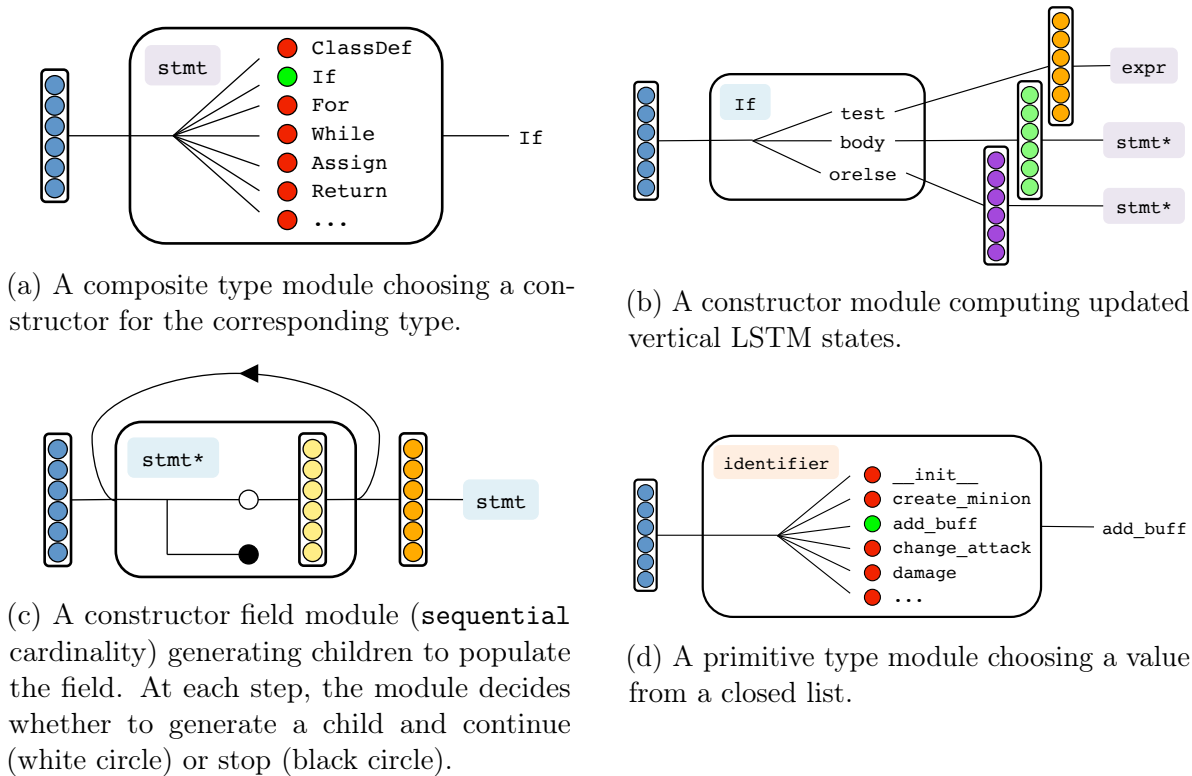 stmt
ClassDef
If
For
While
Assign
Return
...
If
(a) A composite type module choosing a con-
structor for the corresponding type.
If
test
body
orelse
expr
stmt*
stmt*
(b) A constructor module computing updated
vertical LSTM states.
stmt*
stmt
(c) A constructor field module (sequential
cardinality) generating children to populate
the field. At each step, the module decides
whether to generate a child and continue
(white circle) or stop (black circle).
identifier
__init__
create_minion
add_buff
change_attack
damage
...
add_buff
(d) A primitive type module choosing a value
from a closed list.